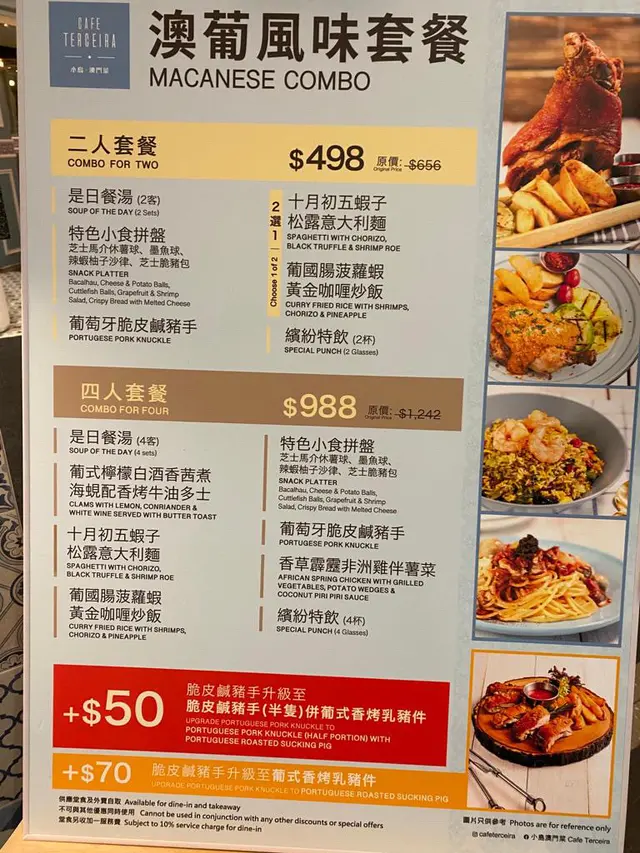 CAFE
TERCEIRA
小島·澳門菜
澳葡風味套餐
MACANESE COMBO
二人套餐
COMBO FOR TWO
$498
原價: $656
Original Price
是日餐湯 (2客)
SOUP OF THE DAY (2 Sets)
特色小食拼盤
芝士馬介休薯球、墨魚球、
辣蝦柚子沙律、芝士脆豬包
SNACK PLATTER
Bacalhau, Cheese & Potato Balls,
Cuttlefish Balls, Grapefruit & Shrimp
Salad, Crispy Bread with Melted Cheese
葡萄牙脆皮鹹豬手
PORTUGESE PORK KNUCKLE
2選1
Choose 1 of 2
十月初五蝦子
松露意大利麵
SPAGHETTI WITH CHORIZO,
BLACK TRUFFLE & SHRIMP ROE
葡國腸菠蘿蝦
黃金咖喱炒飯
CURRY FRIED RICE WITH SHRIMPS,
CHORIZO & PINEAPPLE
繽紛特飲 (2杯)
SPECIAL PUNCH (2 Glasses)
四人套餐
COMBO FOR FOUR
$988
原價: $1,242
Original Price
是日餐湯 (4客)
SOUP OF THE DAY (4 sets)
葡式檸檬白酒香茜煮
海蜆配香烤牛油多士
CLAMS WITH LEMON, CONRIANDER &
WHITE WINE SERVED WITH BUTTER TOAST
十月初五蝦子
松露意大利麵
SPAGHETTI WITH CHORIZO,
BLACK TRUFFLE & SHRIMP ROE
葡國腸菠蘿蝦
黃金咖喱炒飯
CURRY FRIED RICE WITH SHRIMPS,
CHORIZO & PINEAPPLE
特色小食拼盤
芝士馬介休薯球、墨魚球、
辣蝦柚子沙律、芝士脆豬包
SNACK PLATTER
Bacalhau, Cheese & Potato Balls,
Cuttlefish Balls, Grapefruit & Shrimp
Salad, Crispy Bread with Melted Cheese
葡萄牙脆皮鹹豬手
PORTUGESE PORK KNUCKLE
香草霹靂非洲雞伴薯菜
AFRICAN SPRING CHICKEN WITH GRILLED
VEGETABLES, POTATO WEDGES &
COCONUT PIRI PIRI SAUCE
繽紛特飲 (4杯)
SPECIAL PUNCH (4 Glasses)
+$50
脆皮鹹豬手升級至
脆皮鹹豬手(半隻)併葡式香烤乳豬件
UPGRADE PORTUGUESE PORK KNUCKLE TO
PORTUGUESE PORK KNUCKLE (HALF PORTION) WITH
PORTUGUESE ROASTED SUCKING PIG
+$70
脆皮鹹豬手升級至葡式香烤乳豬件
UPGRADE PORTUGUESE PORK KNUCKLE TO PORTUGUESE ROASTED SUCKING PIG
供應堂食及外賣自取 Available for dine-in and takeaway
不可與其他優惠同時使用 Cannot be used in conjunction with any other discounts or special offers
堂食另收加一服務費 Subject to 10% service charge for dine-in
圖片只供參考 Photos are for reference only
cafeterceira 小島澳門菜 Cafe Terceira